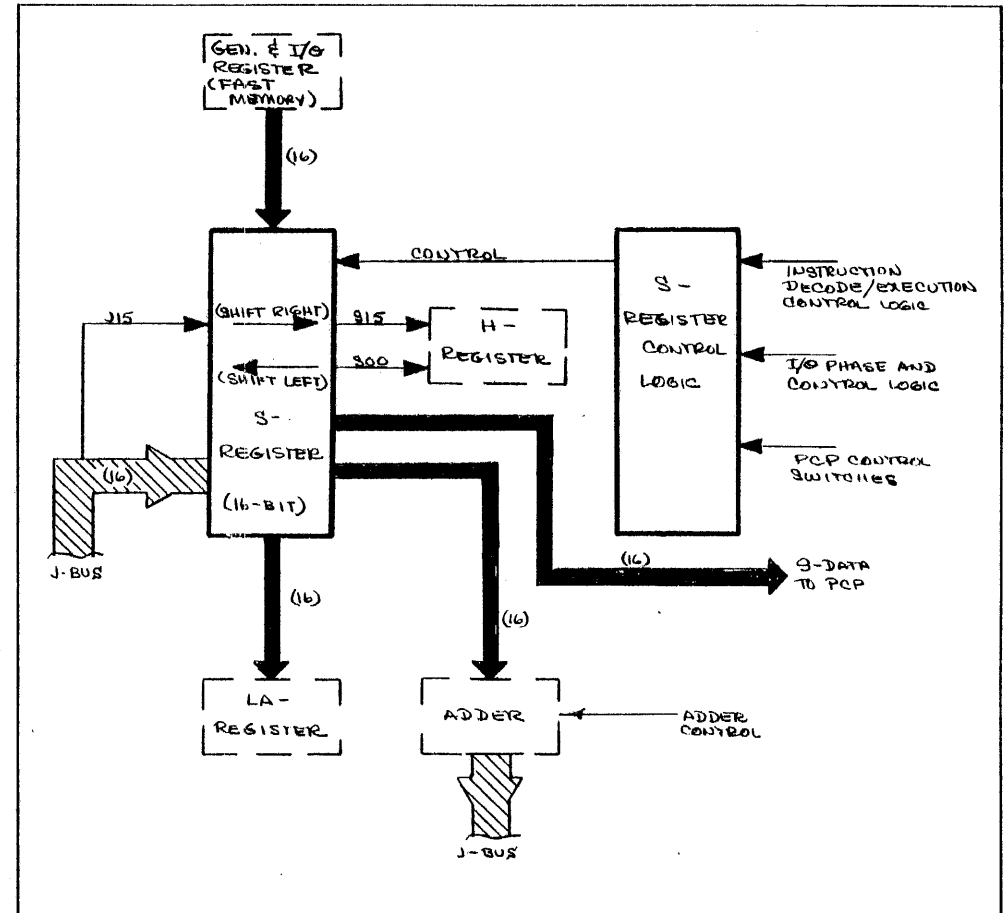 GEN. & I/O
REGISTER
(FAST
MEMORY)
(16)
CONTROL
S-
REGISTER
CONTROL
LOGIC
INSTRUCTION
DECODE/EXECUTION
CONTROL LOGIC
I/O PHASE AND
CONTROL LOGIC
PCP CONTROL
SWITCHES
J15
(SHIFT RIGHT)
S15
H-
REGISTER
(SHIFT LEFT)
S00
S-
REGISTER
(16-BIT)
(16)
J-BUS
(16)
S-DATA
TO PCP
(16)
(16)
LA-
REGISTER
ADDER
ADDER
CONTROL
J-BUS